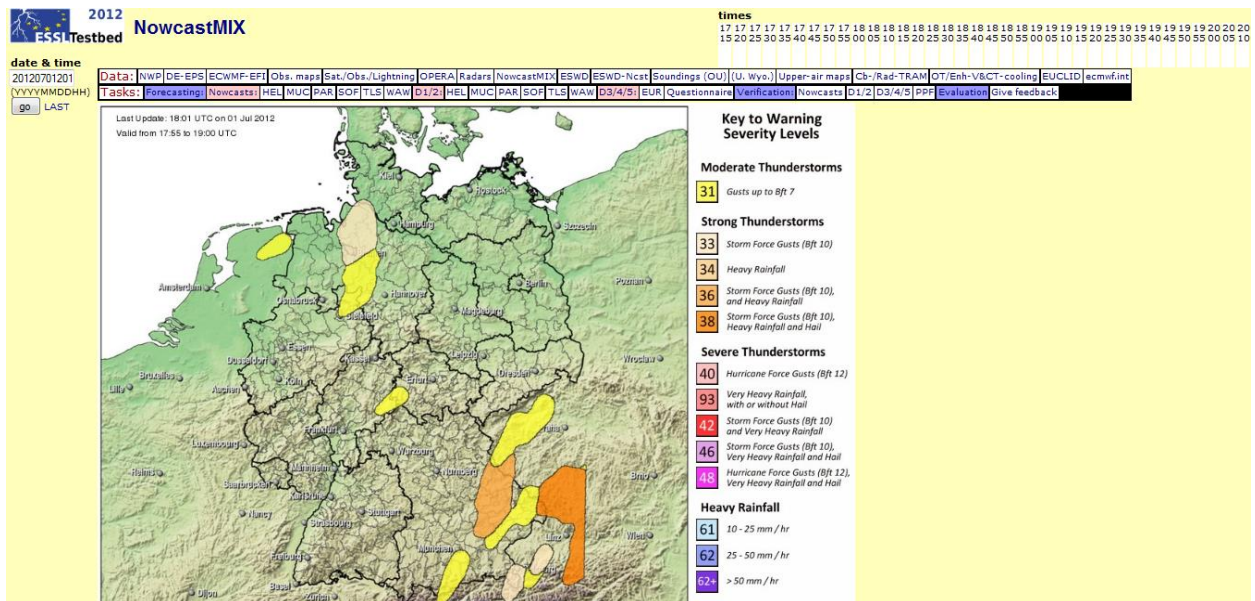 2012
ESSL Testbed
NowcastMIX
times
17 17 17 17 17 17 17 17 17 18 18 18 18 18 18 18 18 18 18 18 18 19 19 19 19 19 19 19 19 19 19 19 19 20 20 20
15 20 25 30 35 40 45 50 55 00 05 10 15 20 25 30 35 40 45 50 55 00 05 10 15 20 25 30 35 40 45 50 55 00 05 10
date & time
20120701201
(YYYYMMDDHH)
go LAST
Data: NWP DE-EPS ECWMF-EFI Obs. maps Sat./Obs./Lightning OPERA Radars NowcastMIX ESWD ESWD-Ncst Soundings (OU) (U. Wyo.) Upper-air maps Cb-/Rad-TRAM OT/Enh-V&CT-cooling EUCLID ecmwf.int
Tasks: Forecasting: Nowcasts: HEL MUC PAR SOF TLS WAW D1/2: HEL MUC PAR SOF TLS WAW D3/4/5: EUR Questionnaire Verification: Nowcasts D1/2 D3/4/5 PPF Evaluation Give feedback
Last Update: 18:01 UTC on 01 Jul 2012
Valid from 17:55 to 19:00 UTC
Kiel
Rostock
Hamburg
Szczecin
Amsterdam
Osnabrück
Hannover
Berlin
Poznan
Bielefeld
Magdeburg
Essen
Düsseldorf
Kassel
Leipzig
Wroclaw
Bruxelles
Köln
Dresden
Lille
Aachen
Erfurt
Frankfurt
Luxembourg
Würzburg
Reims
Mannheim
Nürnberg
Brno
Saarbrücken
Karlsruhe
Nancy
Stuttgart
Strasbourg
Linz
Wien
München
Freiburg
Basel
Zürich
Dijon
Key to Warning
Severity Levels
Moderate Thunderstorms
31 Gusts up to Bft 7
Strong Thunderstorms
33 Storm Force Gusts (Bft 10)
34 Heavy Rainfall
36 Storm Force Gusts (Bft 10),
and Heavy Rainfall
38 Storm Force Gusts (Bft 10),
Heavy Rainfall and Hail
Severe Thunderstorms
40 Hurricane Force Gusts (Bft 12)
93 Very Heavy Rainfall,
with or without Hail
42 Storm Force Gusts (Bft 10)
and Very Heavy Rainfall
46 Storm Force Gusts (Bft 10),
Very Heavy Rainfall and Hail
48 Hurricane Force Gusts (Bft 12),
Very Heavy Rainfall and Hail
Heavy Rainfall
61 10 - 25 mm / hr
62 25 - 50 mm / hr
62+ > 50 mm / hr